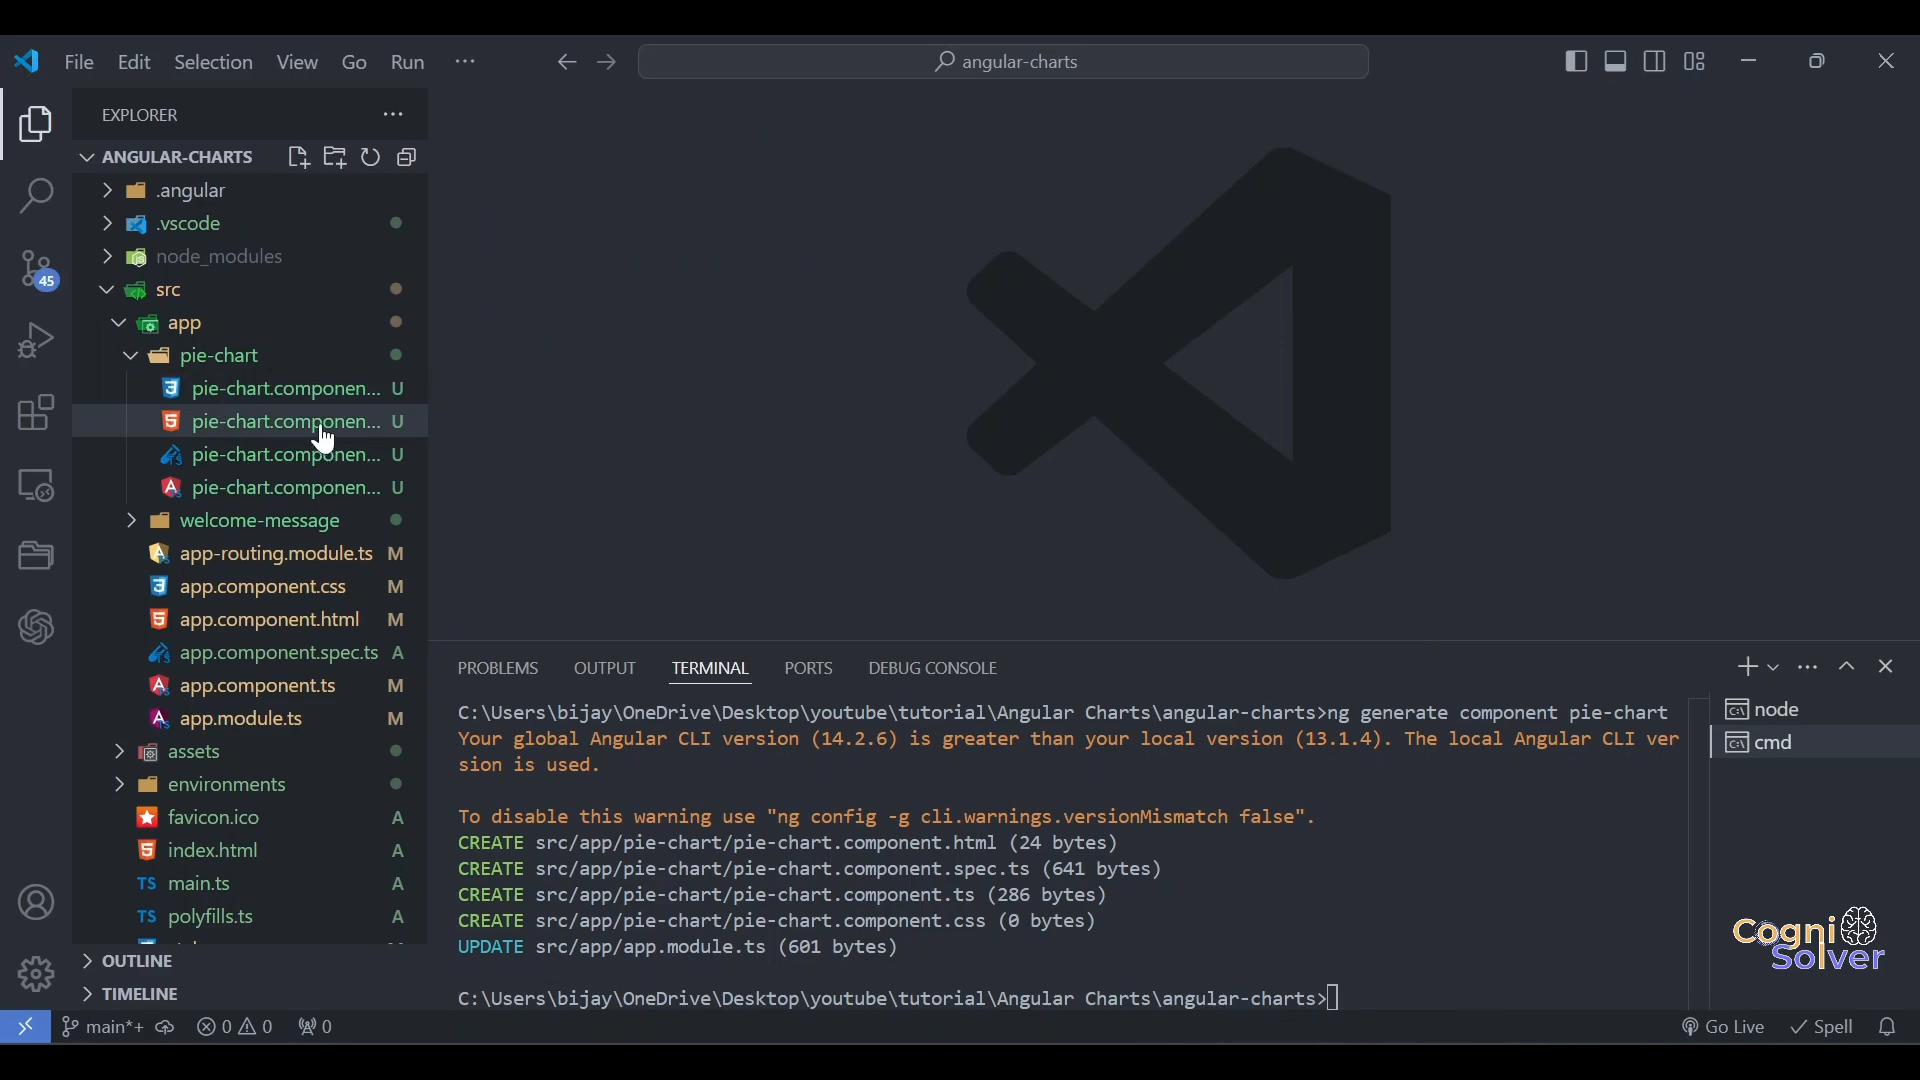 File Edit Selection View Go Run ...
angular-charts
EXPLORER
ANGULAR-CHARTS
.angular
.vscode
node_modules
src
app
pie-chart
pie-chart.componen... U
pie-chart.componen... U
pie-chart.componen... U
pie-chart.componen... U
welcome-message
app-routing.module.ts M
app.component.css M
app.component.html M
app.component.spec.ts A
app.component.ts M
app.module.ts M
assets
environments
favicon.ico A
index.html A
TS main.ts A
TS polyfills.ts A
OUTLINE
TIMELINE
45
PROBLEMS OUTPUT TERMINAL PORTS DEBUG CONSOLE
C:\Users\bijay\OneDrive\Desktop\youtube\tutorial\Angular Charts\angular-charts>ng generate component pie-chart
Your global Angular CLI version (14.2.6) is greater than your local version (13.1.4). The local Angular CLI ver
sion is used.
To disable this warning use "ng config -g cli.warnings.versionMismatch false".
CREATE src/app/pie-chart/pie-chart.component.html (24 bytes)
CREATE src/app/pie-chart/pie-chart.component.spec.ts (641 bytes)
CREATE src/app/pie-chart/pie-chart.component.ts (286 bytes)
CREATE src/app/pie-chart/pie-chart.component.css (0 bytes)
UPDATE src/app/app.module.ts (601 bytes)
C:\Users\bijay\OneDrive\Desktop\youtube\tutorial\Angular Charts\angular-charts>
node
cmd
Cogni
Solver
main*+ 0 0 0
Go Live Spell